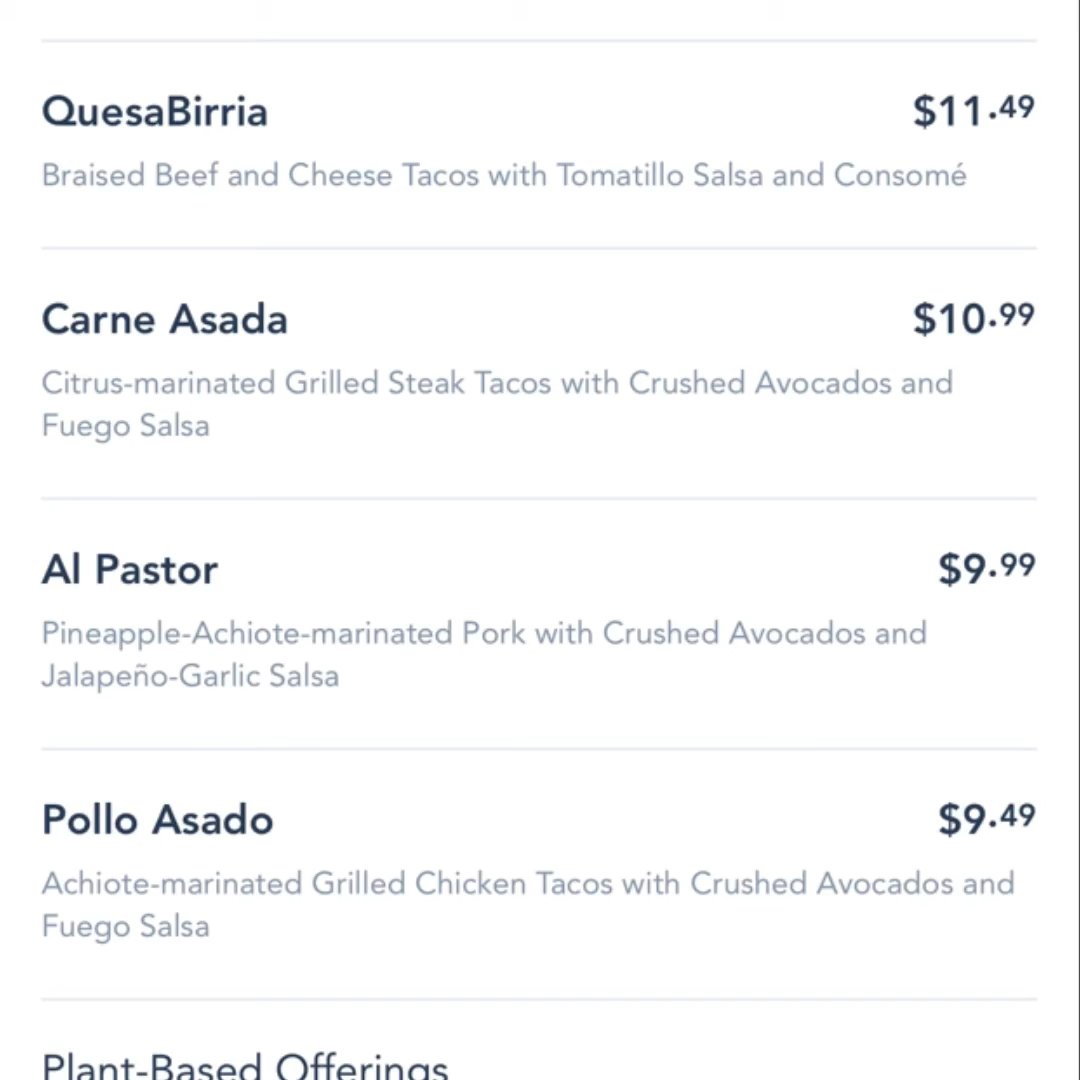 QuesaBirria $11.49
Braised Beef and Cheese Tacos with Tomatillo Salsa and Consomé
Carne Asada $10.99
Citrus-marinated Grilled Steak Tacos with Crushed Avocados and
Fuego Salsa
Al Pastor $9.99
Pineapple-Achiote-marinated Pork with Crushed Avocados and
Jalapeño-Garlic Salsa
Pollo Asado $9.49
Achiote-marinated Grilled Chicken Tacos with Crushed Avocados and
Fuego Salsa
Plant-Based Offerings